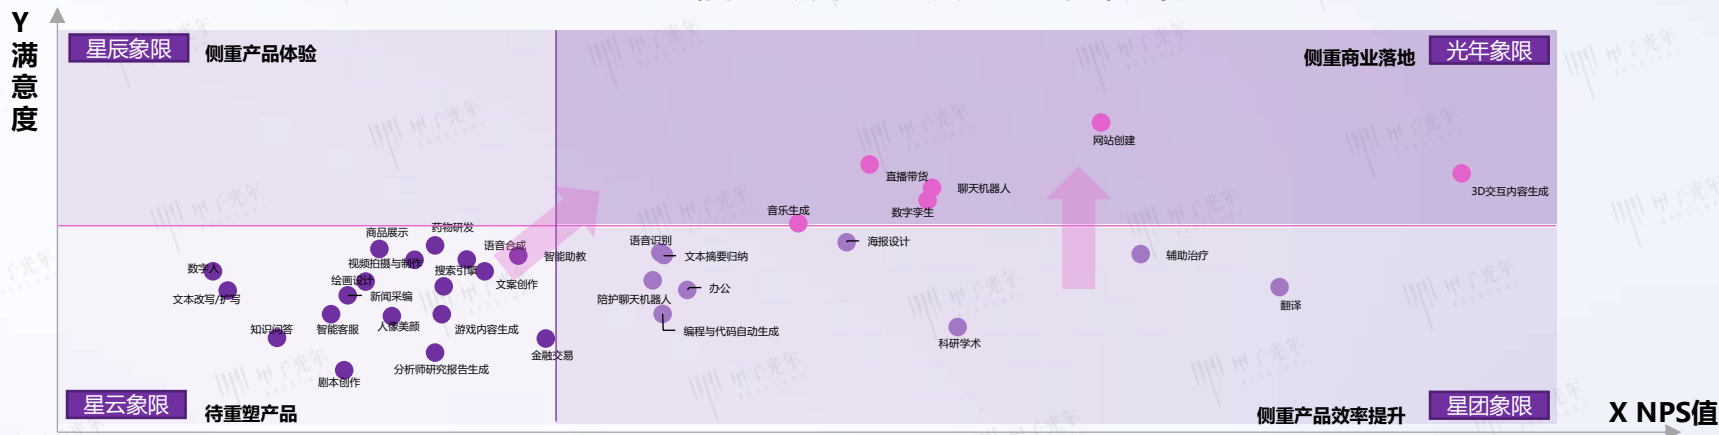 Y
满意度
星辰象限
侧重产品体验
侧重商业落地
光年象限
网站创建
直播带货
聊天机器人
3D交互内容生成
音乐生成
数字孪生
商品展示
药物研发
语音合成
智能助教
语音识别
文本摘要归纳
海报设计
辅助治疗
数字人
视频拍摄与制作
搜索引擎
绘画设计
文案创作
文本改写/扩写
新闻采编
陪护聊天机器人
办公
翻译
知识问答
智能客服
人像美颜
游戏内容生成
编程与代码自动生成
科研学术
金融交易
分析师研究报告生成
剧本创作
星云象限
待重塑产品
侧重产品效率提升
星团象限
X NPS值